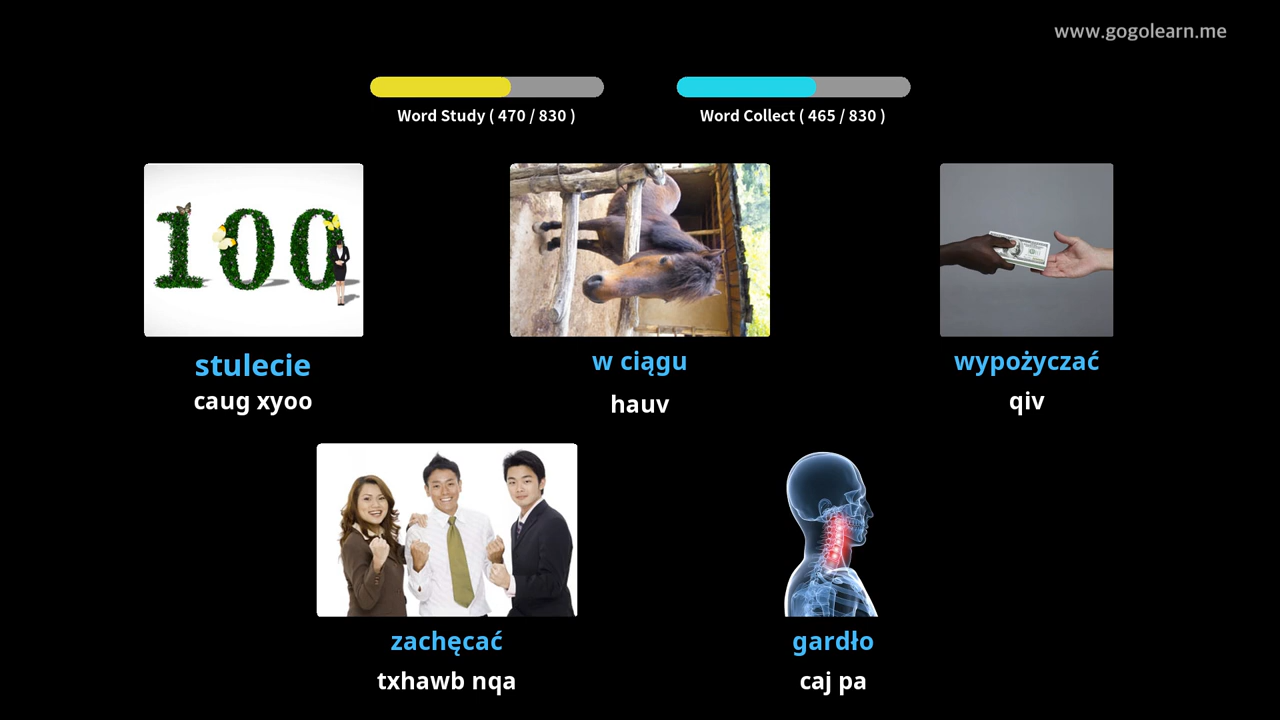 www.gogolearn.me
Word Study ( 470 / 830 )
Word Collect ( 465 / 830 )
100
stulecie
caug xyoo
w ciągu
hauv
wypożyczać
qiv
zachęcać
txhawb nqa
gardło
caj pa